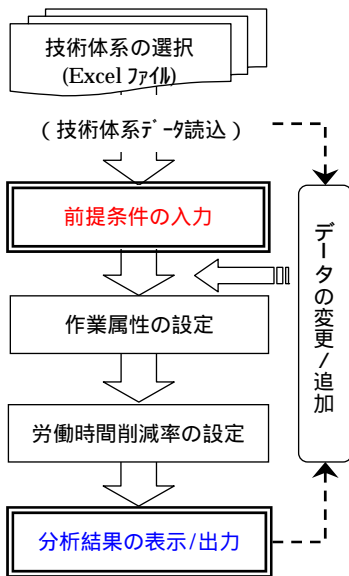 技術体系の選択
(Excel ﾌｧｲﾙ)
( 技術体系ﾃﾞｰﾀ読込 )
前提条件の入力
作業属性の設定
労働時間削減率の設定
分析結果の表示/出力
データの変更/追加